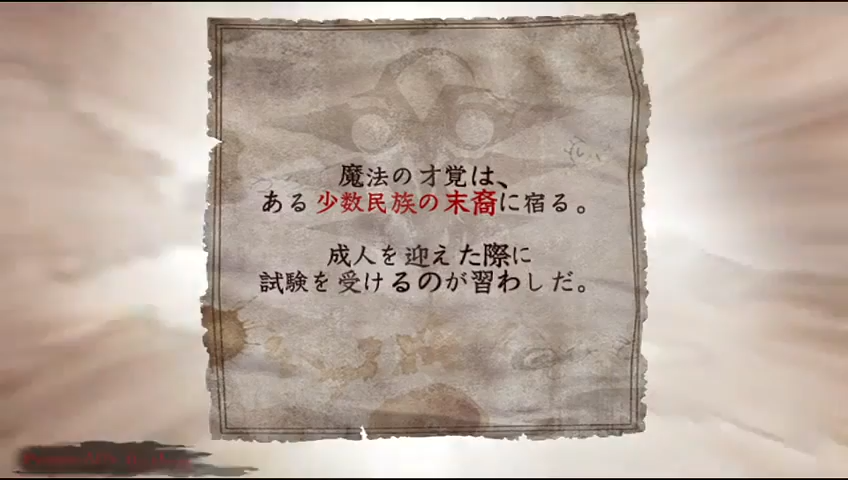 魔法の才覚は、
ある少数民族の末裔に宿る。
成人を迎えた際に
試験を受けるのが習わしだ。